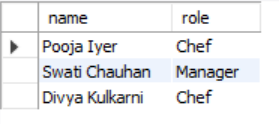 name role
Pooja Iyer Chef
Swati Chauhan Manager
Divya Kulkarni Chef